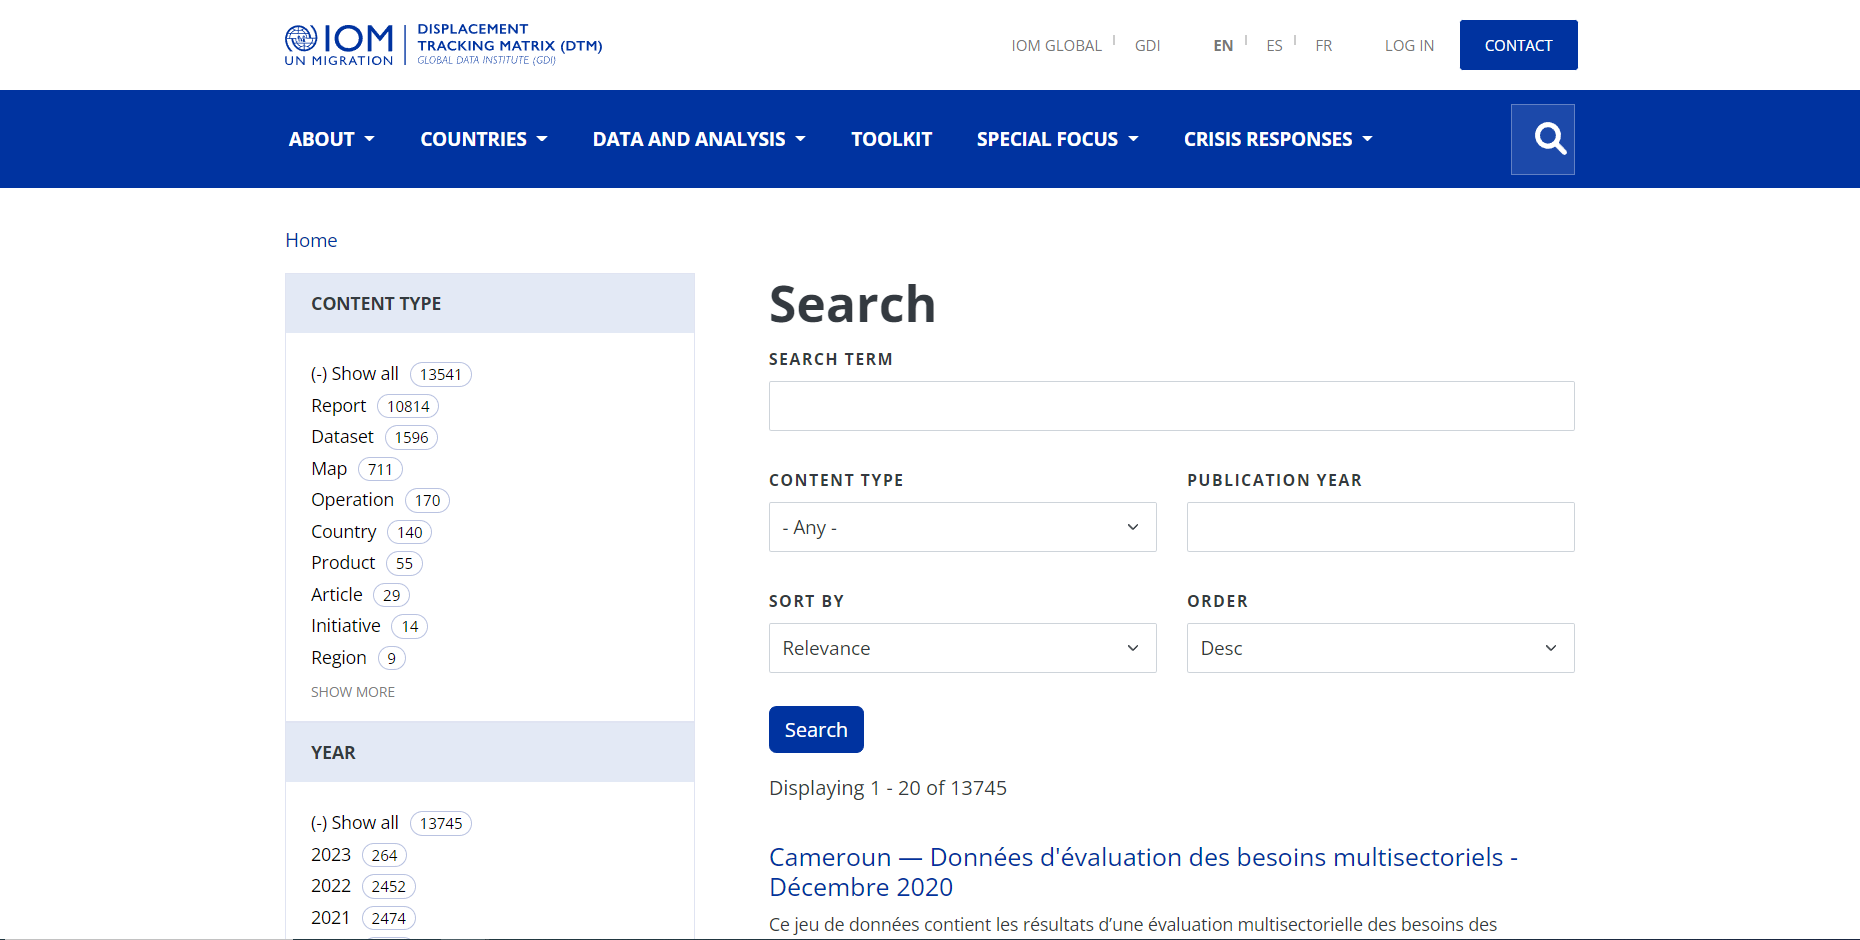 IOM
UN MIGRATION
DISPLACEMENT
TRACKING MATRIX (DTM)
GLOBAL DATA INSTITUTE (GDI)
IOM GLOBAL
GDI
EN
ES
FR
LOG IN
CONTACT
ABOUT
COUNTRIES
DATA AND ANALYSIS
TOOLKIT
SPECIAL FOCUS
CRISIS RESPONSES
Home
CONTENT TYPE
(-) Show all 13541
Report 10814
Dataset 1596
Map 711
Operation 170
Country 140
Product 55
Article 29
Initiative 14
Region 9
SHOW MORE
YEAR
(-) Show all 13745
2023 264
2022 2452
2021 2474
Search
SEARCH TERM
CONTENT TYPE
PUBLICATION YEAR
- Any -
SORT BY
ORDER
Relevance
Desc
Search
Displaying 1 - 20 of 13745
Cameroun — Données d'évaluation des besoins multisectoriels -
Décembre 2020
Ce jeu de données contient les résultats d’une évaluation multisectorielle des besoins des